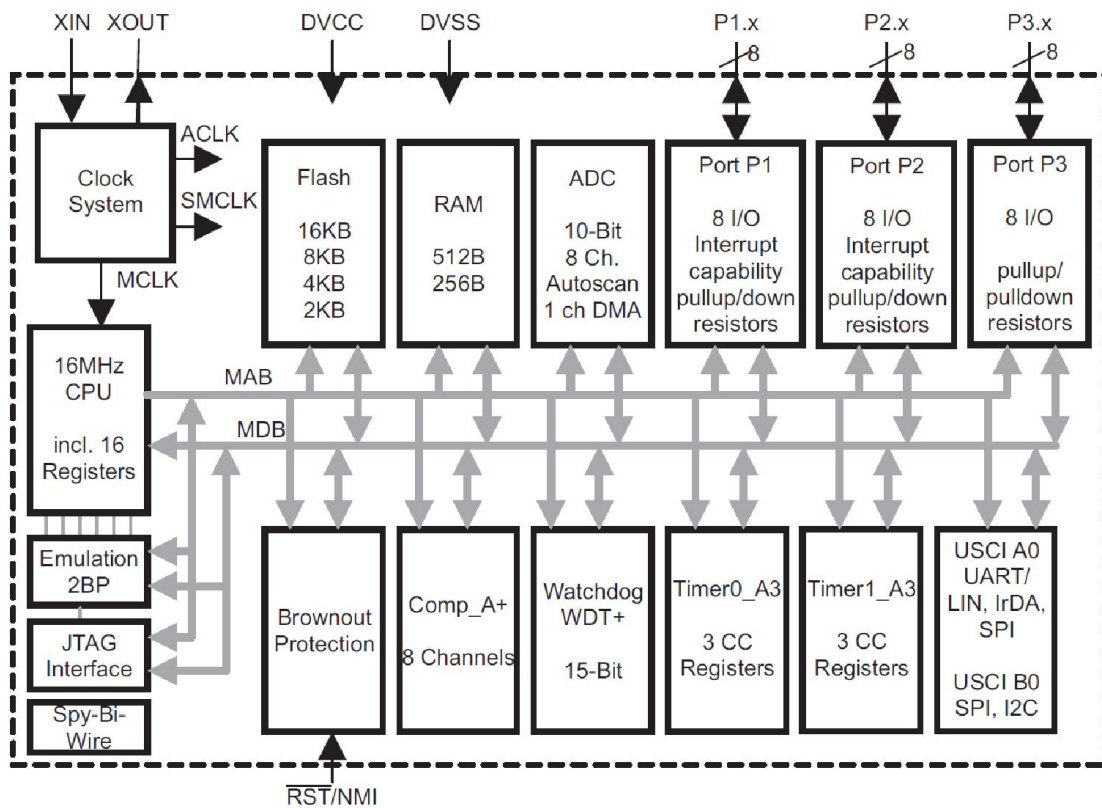 XIN
XOUT
DVCC
DVSS
P1.x
P2.x
P3.x
8
8
8
Clock
System
ACLK
SMCLK
MCLK
Flash
16KB
8KB
4KB
2KB
RAM
512B
256B
ADC
10-Bit
8 Ch.
Autoscan
1 ch DMA
Port P1
8 I/O
Interrupt
capability
pullup/down
resistors
Port P2
8 I/O
Interrupt
capability
pullup/down
resistors
Port P3
8 I/O
pullup/
pulldown
resistors
16MHz
CPU
incl. 16
Registers
MAB
MDB
Emulation
2BP
JTAG
Interface
Spy-Bi-
Wire
Brownout
Protection
Comp_A+
8 Channels
Watchdog
WDT+
15-Bit
Timer0_A3
3 CC
Registers
Timer1_A3
3 CC
Registers
USCI A0
UART/
LIN, IrDA,
SPI
USCI B0
SPI, I2C
RST/NMI